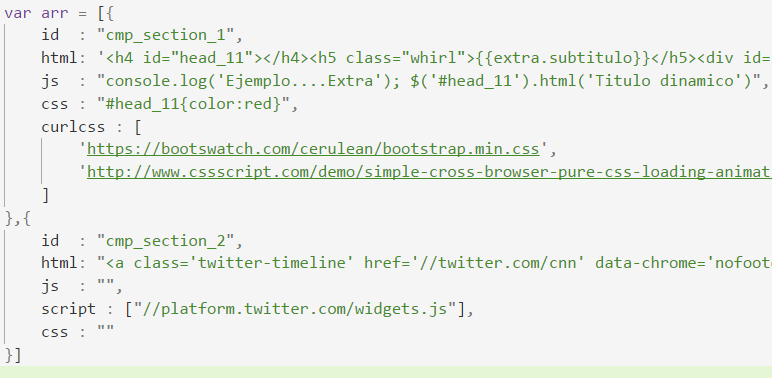 var arr = [{
id : "cmp_section_1",
html: '<h4 id="head_11"></h4><h5 class="whirl">{{extra.subtitulo}}</h5><div id=
js : "console.log('Ejemplo....Extra'); $('#head_11').html('Titulo dinamico')",
css : "#head_11{color:red}",
curlcss : [
'https://bootswatch.com/cerulean/bootstrap.min.css',
'http://www.cssscript.com/demo/simple-cross-browser-pure-css-loading-animat
]
},{
id : "cmp_section_2",
html: "<a class='twitter-timeline' href='//twitter.com/cnn' data-chrome='nofoot
js : "",
script : ["//platform.twitter.com/widgets.js"],
css : ""
}]